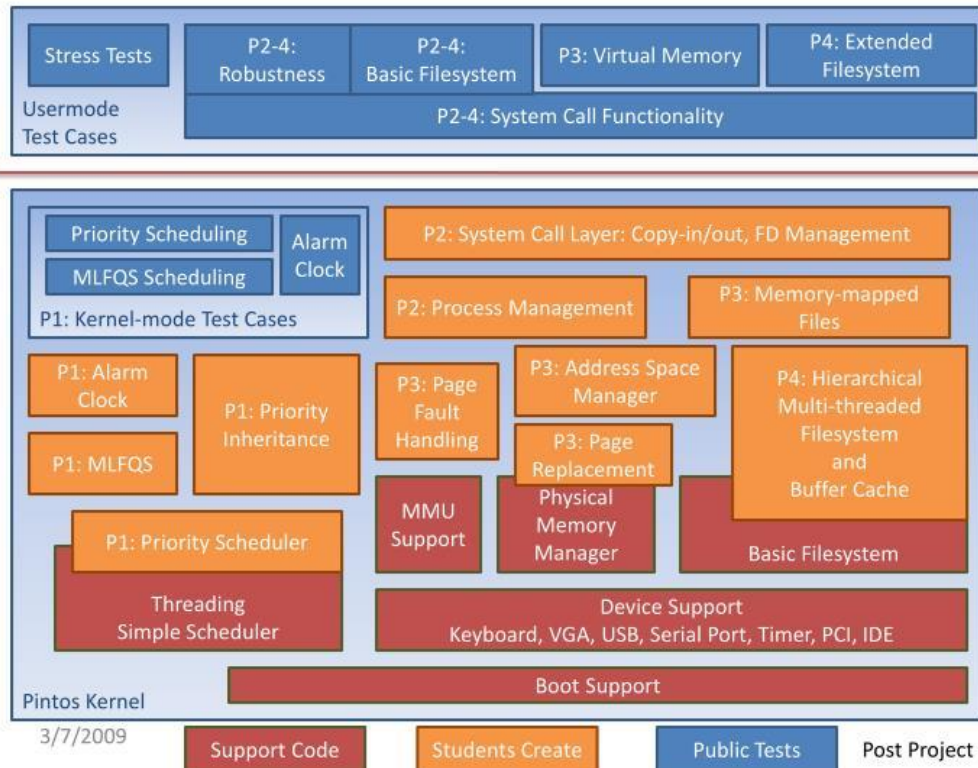 Stress Tests
P2-4:
Robustness
P2-4:
Basic Filesystem
P3: Virtual Memory
P4: Extended
Filesystem
Usermode
Test Cases
P2-4: System Call Functionality
Priority Scheduling
MLFQS Scheduling
Alarm
Clock
P1: Kernel-mode Test Cases
P2: System Call Layer: Copy-in/out, FD Management
P2: Process Management
P3: Memory-mapped
Files
P1: Alarm
Clock
P1: Priority
Inheritance
P3: Page
Fault
Handling
P3: Address Space
Manager
P4: Hierarchical
Multi-threaded
Filesystem
and
Buffer Cache
P1: MLFQS
P3: Page
Replacement
MMU
Support
Physical
Memory
Manager
Basic Filesystem
P1: Priority Scheduler
Threading
Simple Scheduler
Device Support
Keyboard, VGA, USB, Serial Port, Timer, PCI, IDE
Boot Support
Pintos Kernel
3/7/2009
Support Code
Students Create
Public Tests
Post Project